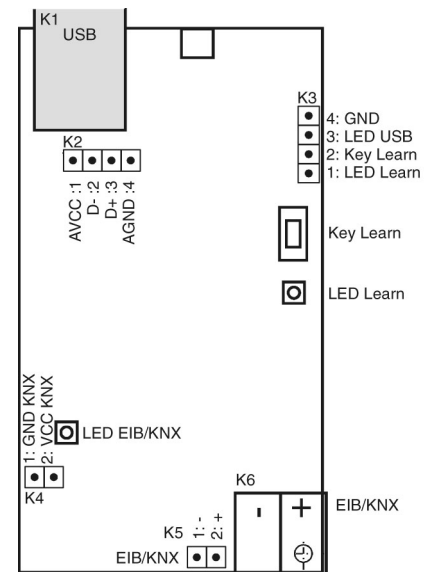 K1
USB
K3
4: GND
3: LED USB
2: Key Learn
1: LED Learn
K2
AVCC :1
D- :2
D+ :3
AGND :4
Key Learn
LED Learn
1: GND KNX
2: VCC KNX
LED EIB/KNX
K4
K6
- +
EIB/KNX
K5
1: -
2: +
EIB/KNX